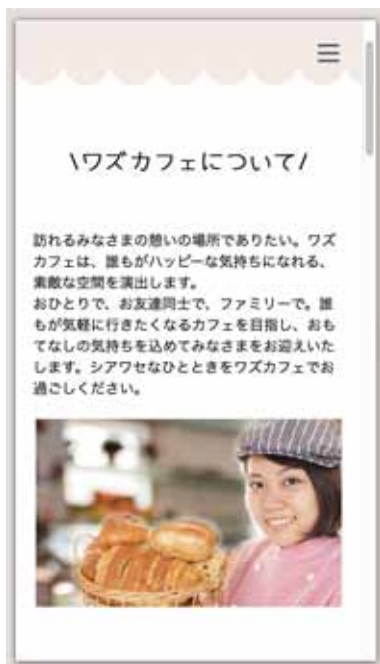 \ワズカフェについて/
訪れるみなさまの憩いの場所でありたい。ワズ
カフェは、誰もがハッピーな気持ちになれる、
素敵な空間を演出します。
おひとりで、お友達同士で、ファミリーで。誰
もが気軽に行きたくなるカフェを目指し、おも
てなしの気持ちを込めてみなさまをお迎えいた
します。シアワセなひとときをワズカフェでお
過ごしください。